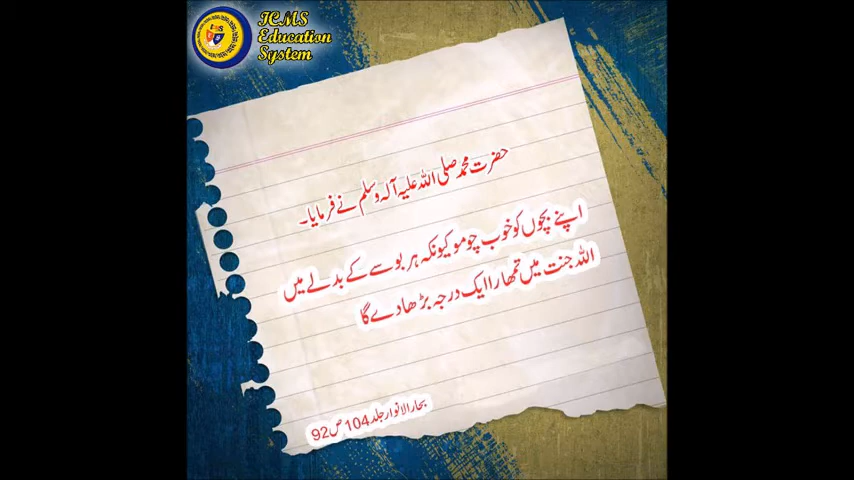 ICMS
Education
System
حضرت محمد صلی اللہ علیہ آلہ وسلم نے فرمایا۔
اپنے بچوں کو خوب چومو کیونکہ ہر بوسے کے بدلے میں
اللہ جنت میں تمھارا ایک درجہ بڑھا دے گا
بحار الانوار جلد 104 ص 92